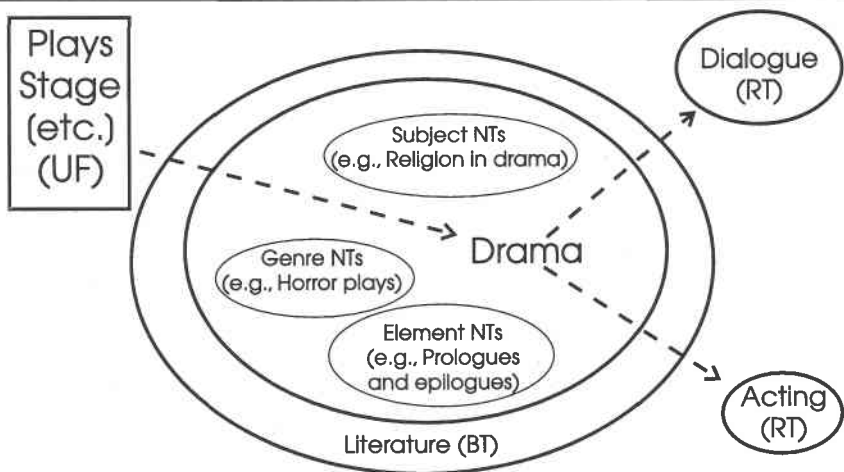 Plays
Stage
(etc.)
(UF)
Dialogue
(RT)
Subject NTs
(e.g., Religion in drama)
Drama
Genre NTs
(e.g., Horror plays)
Element NTs
(e.g., Prologues
and epilogues)
Literature (BT)
Acting
(RT)